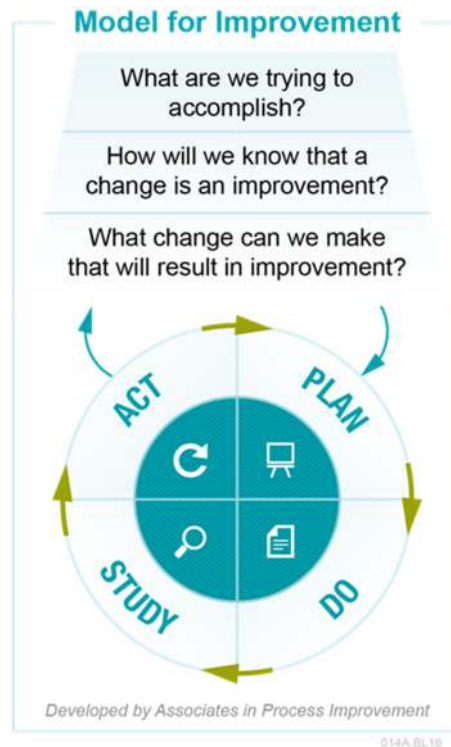 Model for Improvement
What are we trying to
accomplish?
How will we know that a
change is an improvement?
What change can we make
that will result in improvement?
ACT
PLAN
STUDY
DO
Developed by Associates in Process Improvement
014A.BL16